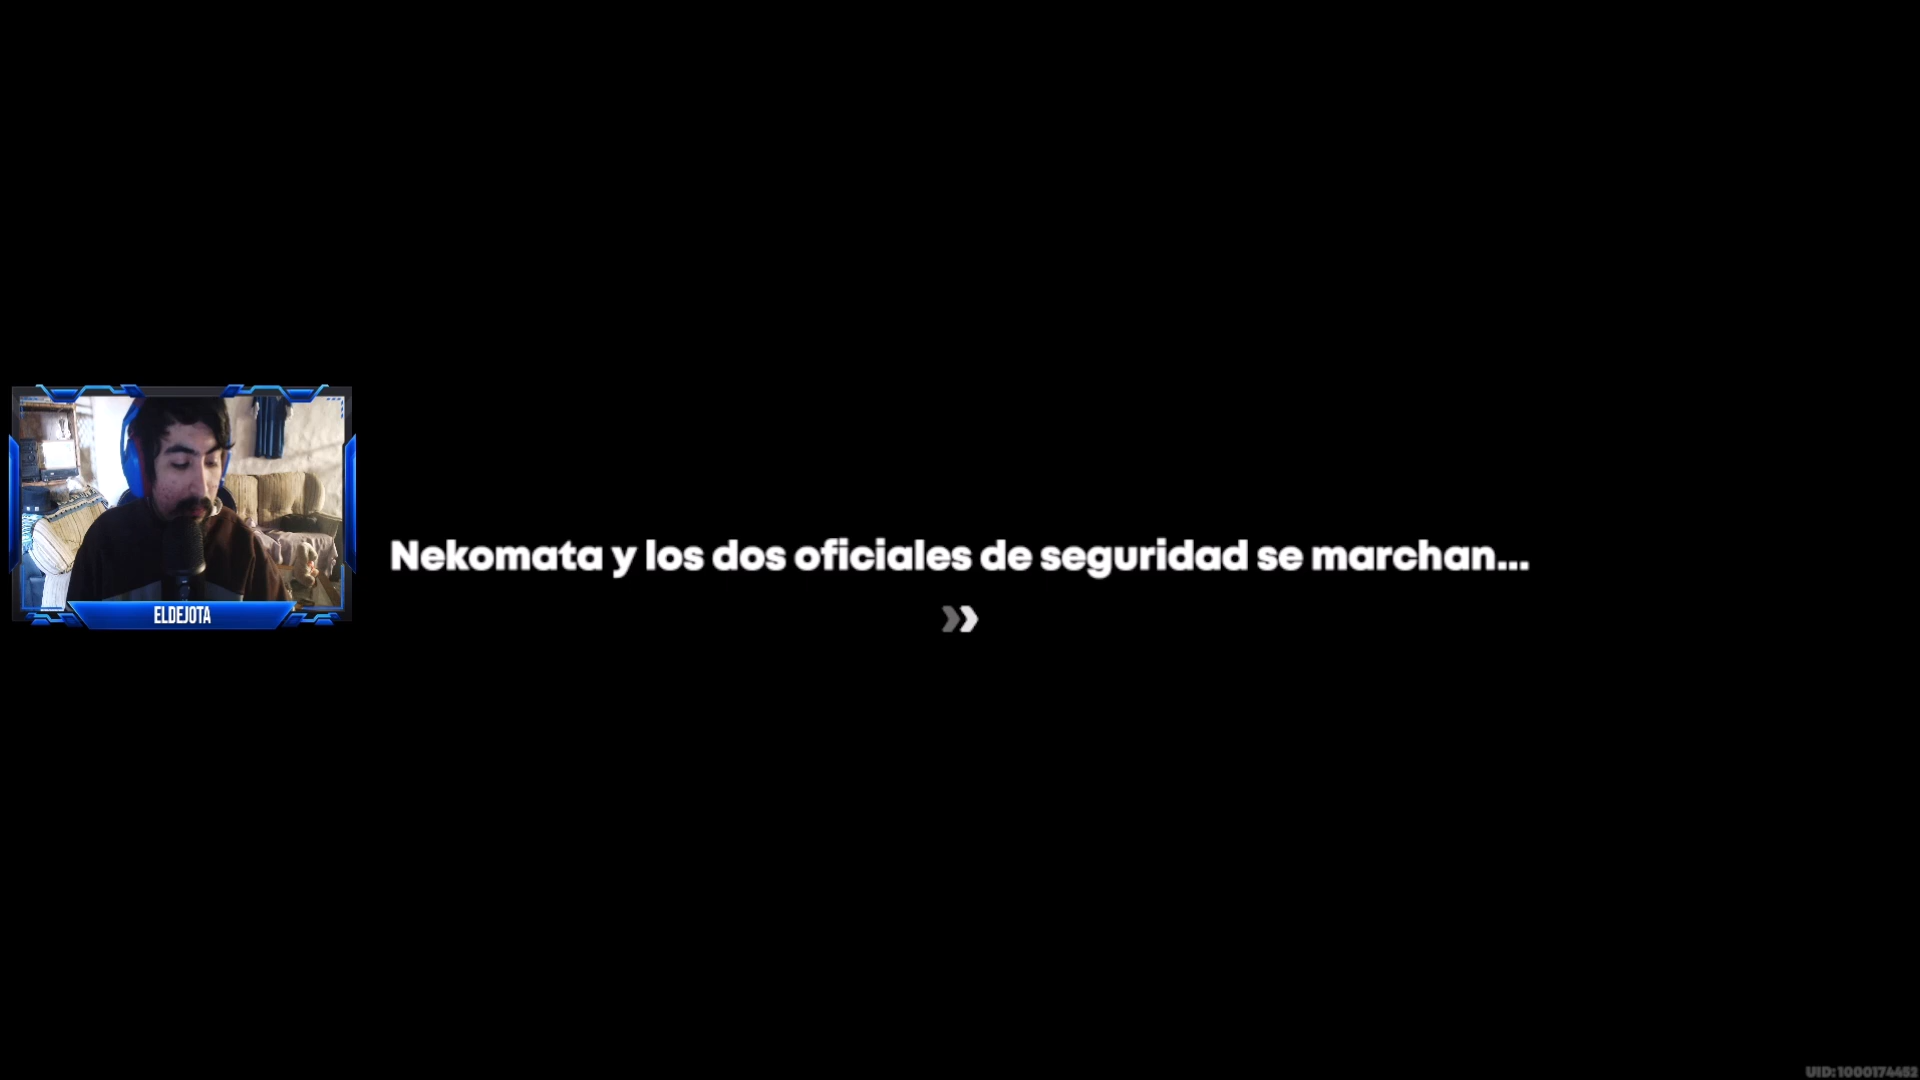 Nekomata y los dos oficiales de seguridad se marchan...
ELDEJOTA
UID: 1000174452